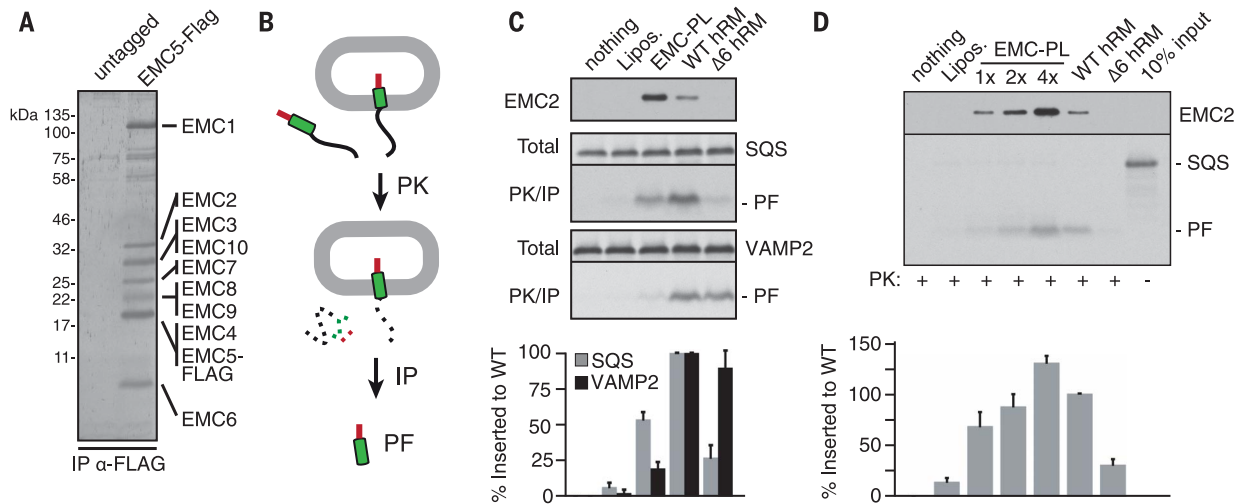 A
untagged
EMC5-Flag
kDa
135-
100-
75-
58-
46-
32-
25-
22-
17-
11-
EMC1
EMC2
EMC3
EMC10
EMC7
EMC8
EMC9
EMC4
EMC5-
FLAG
EMC6
IP α-FLAG
B
PK
IP
PF
C
nothing
Lipos.
EMC-PL
WT hRM
Δ6 hRM
EMC2
Total
SQS
PK/IP
- PF
Total
VAMP2
PK/IP
- PF
% Inserted to WT
100
75
50
25
0
SQS
VAMP2
D
nothing
Lipos.
EMC-PL
1x 2x 4x
WT hRM
Δ6 hRM
10% input
EMC2
- SQS
- PF
PK: + + + + + + + -
% Inserted to WT
150
125
100
75
50
25
0